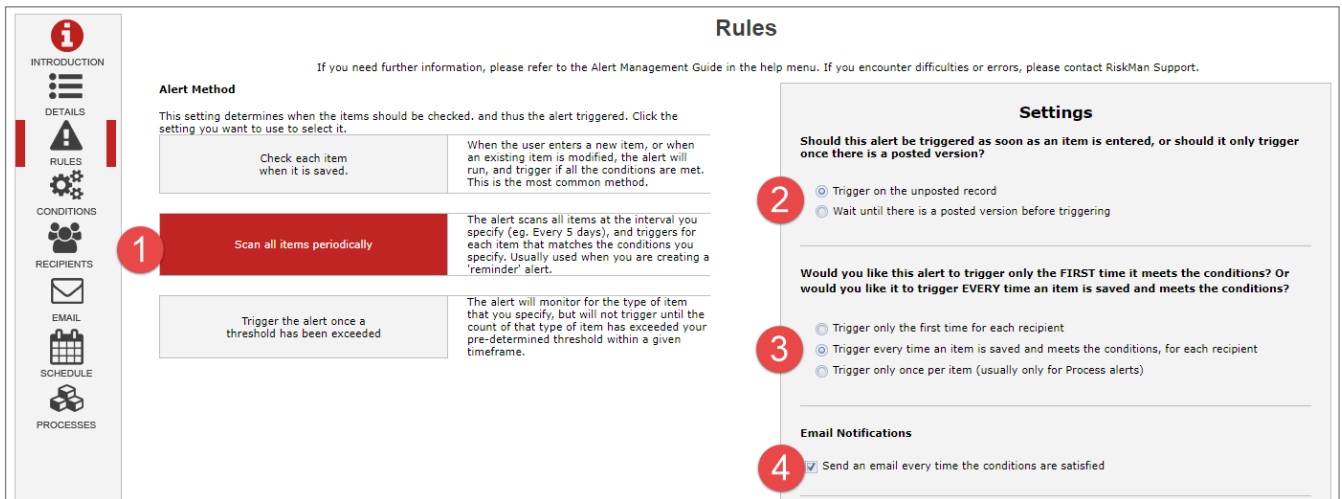 Rules
If you need further information, please refer to the Alert Management Guide in the help menu. If you encounter difficulties or errors, please contact RiskMan Support.
INTRODUCTION
DETAILS
RULES
CONDITIONS
RECIPIENTS
EMAIL
SCHEDULE
PROCESSES
Alert Method
This setting determines when the items should be checked. and thus the alert triggered. Click the
setting you want to use to select it.
Check each item
when it is saved.
When the user enters a new item, or when
an existing item is modified, the alert will
run, and trigger if all the conditions are met.
This is the most common method.
1
Scan all items periodically
The alert scans all items at the interval you
specify (eg. Every 5 days), and triggers for
each item that matches the conditions you
specify. Usually used when you are creating a
'reminder' alert.
Trigger the alert once a
threshold has been exceeded
The alert will monitor for the type of item
that you specify, but will not trigger until the
count of that type of item has exceeded your
pre-determined threshold within a given
timeframe.
Settings
Should this alert be triggered as soon as an item is entered, or should it only trigger
once there is a posted version?
2
Trigger on the unposted record
Wait until there is a posted version before triggering
Would you like this alert to trigger only the FIRST time it meets the conditions? Or
would you like it to trigger EVERY time an item is saved and meets the conditions?
3
Trigger only the first time for each recipient
Trigger every time an item is saved and meets the conditions, for each recipient
Trigger only once per item (usually only for Process alerts)
Email Notifications
4
Send an email every time the conditions are satisfied